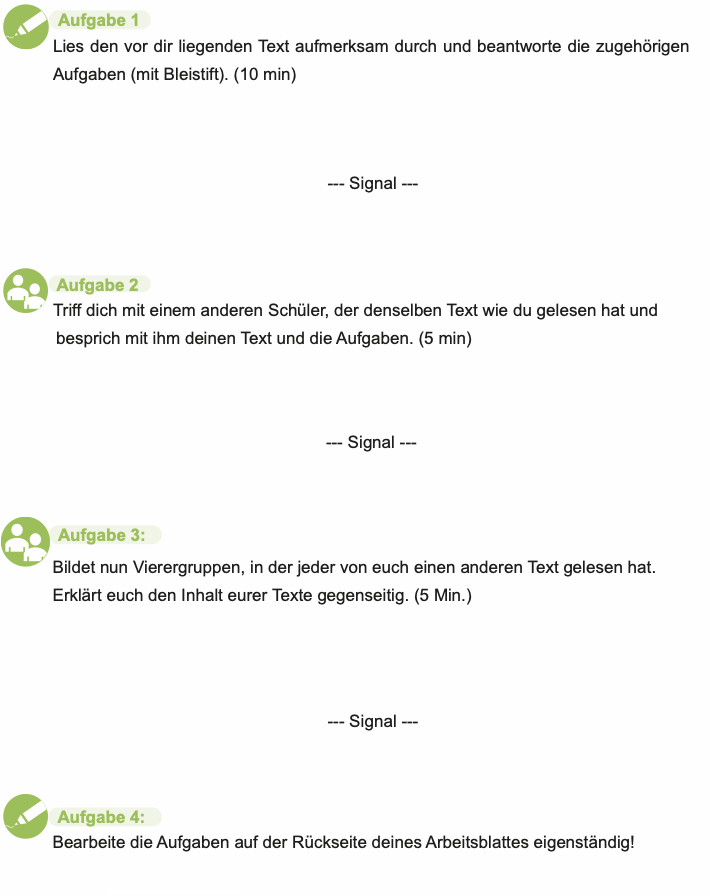 Aufgabe 1
Lies den vor dir liegenden Text aufmerksam durch und beantworte die zugehörigen
Aufgaben (mit Bleistift). (10 min)
--- Signal ---
Aufgabe 2
Triff dich mit einem anderen Schüler, der denselben Text wie du gelesen hat und
besprich mit ihm deinen Text und die Aufgaben. (5 min)
--- Signal ---
Aufgabe 3:
Bildet nun Vierergruppen, in der jeder von euch einen anderen Text gelesen hat.
Erklärt euch den Inhalt eurer Texte gegenseitig. (5 Min.)
--- Signal ---
Aufgabe 4:
Bearbeite die Aufgaben auf der Rückseite deines Arbeitsblattes eigenständig!